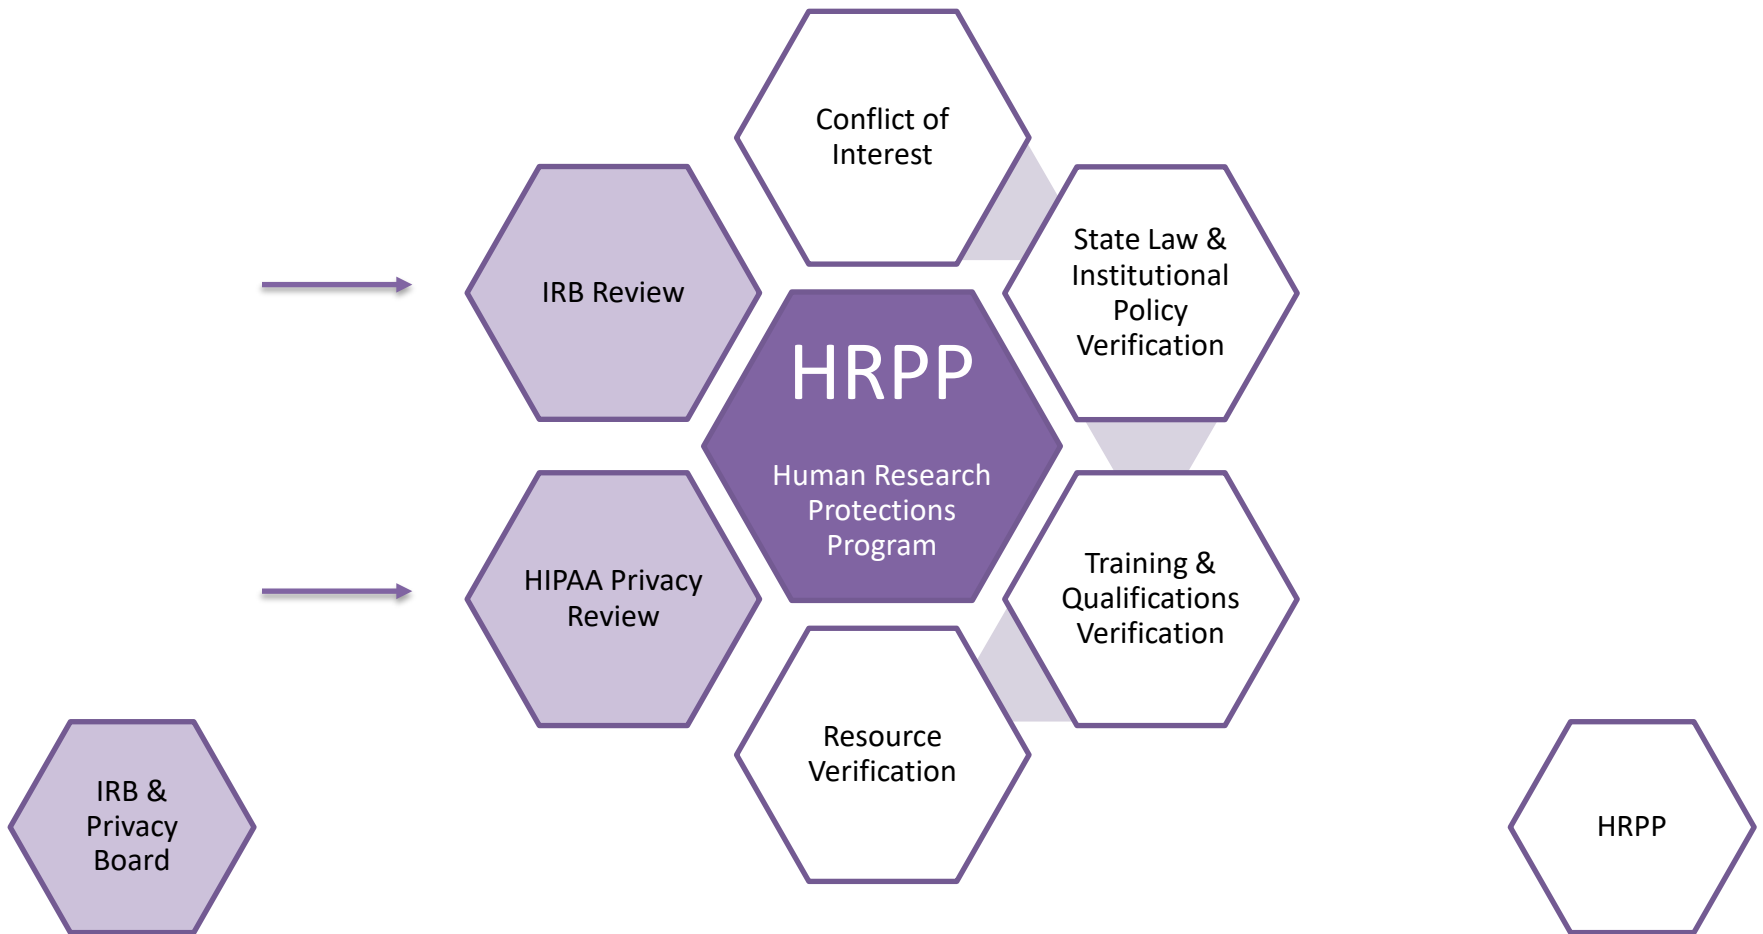 Conflict of
Interest
IRB Review
State Law &
Institutional
Policy
Verification
HRPP
Human Research
Protections
Program
HIPAA Privacy
Review
Training &
Qualifications
Verification
Resource
Verification
IRB &
Privacy
Board
HRPP